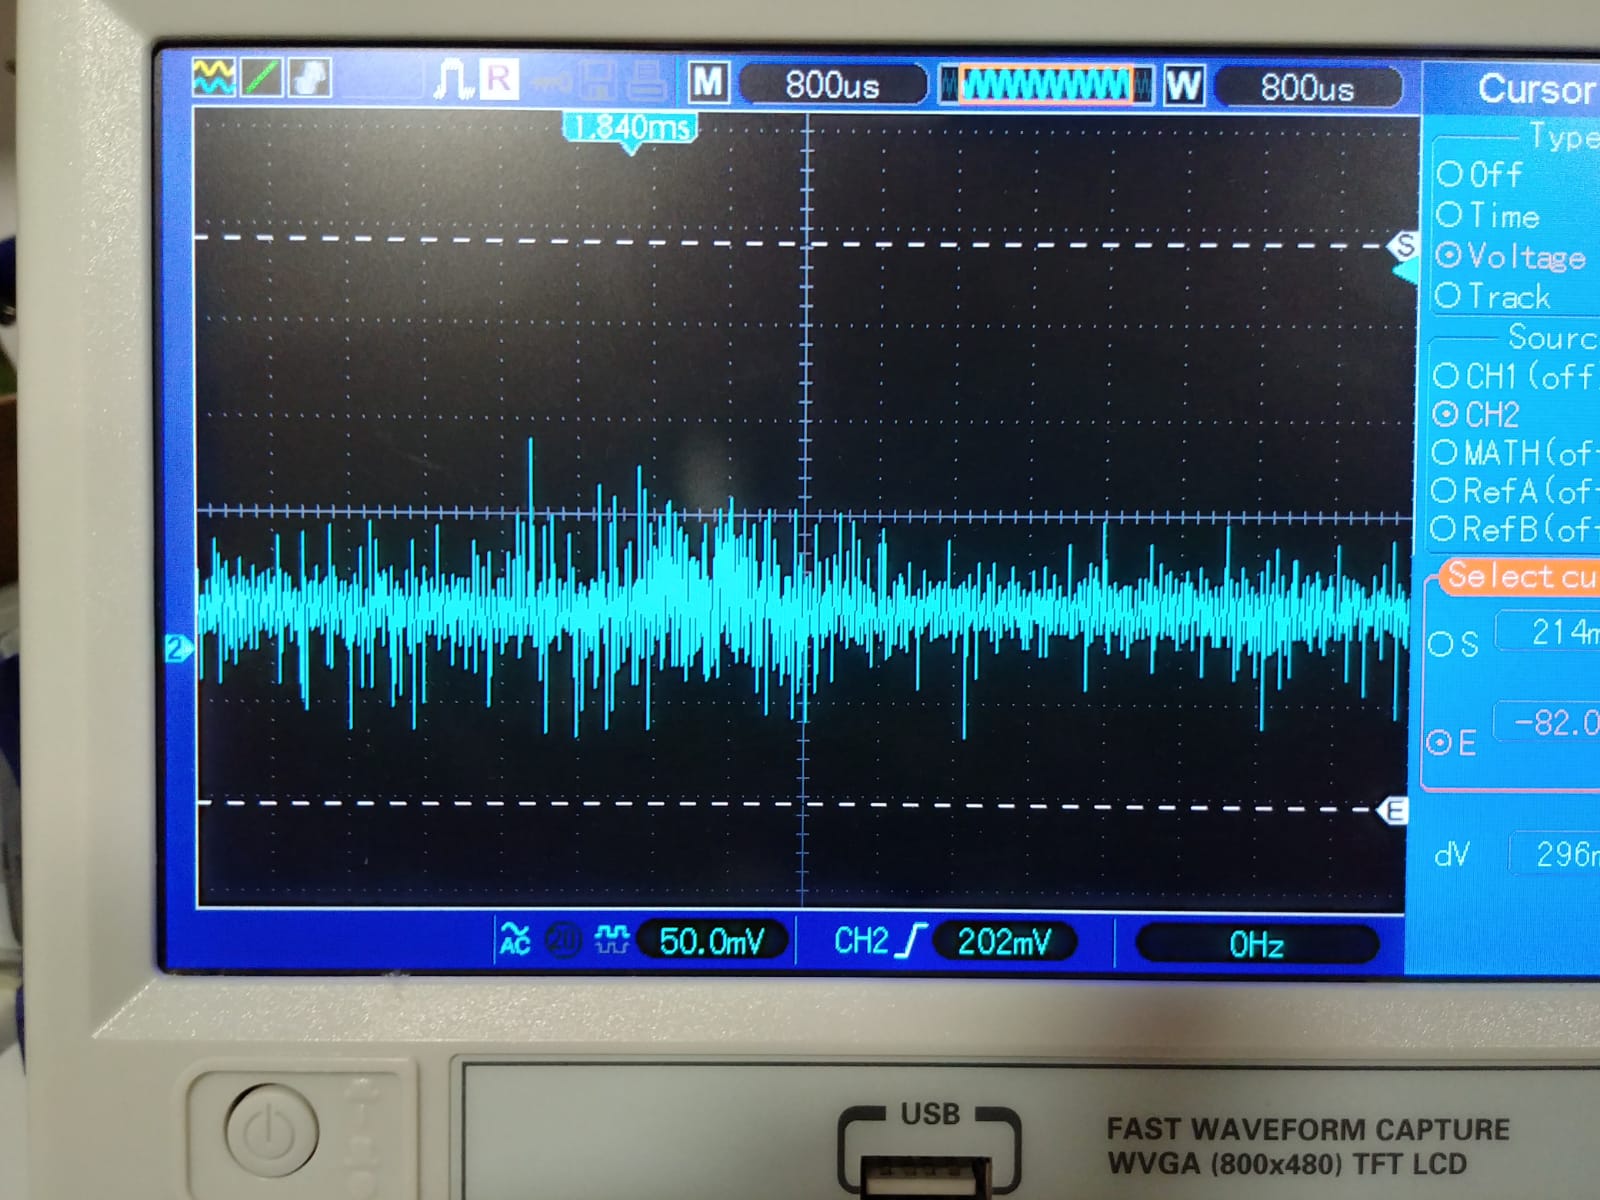 R M 800us W 800us Cursor
1.840ms
Type
Off
Time
S
Voltage
Track
Sourc
CH1(off
CH2
MATH(of
RefA(of
RefB(of
Select cu
2
S 214m
E -82.0
E
dV 296m
AC 20 50.0mV CH2 202mV 0Hz
USB
FAST WAVEFORM CAPTURE
WVGA (800x480) TFT LCD